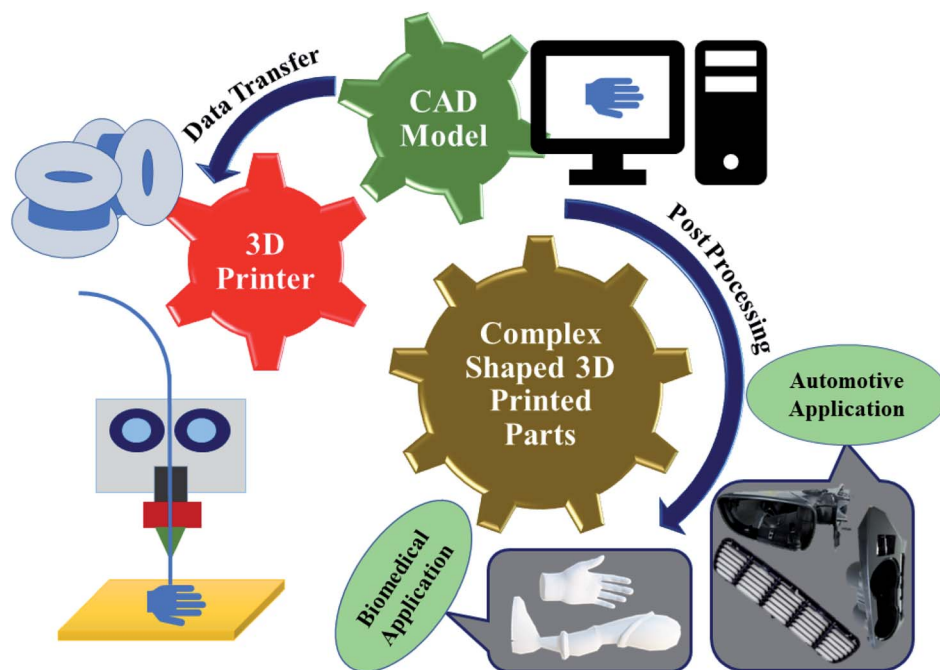 Data Transfer
CAD
Model
3D
Printer
Post Processing
Complex
Shaped 3D
Printed
Parts
Automotive
Application
Biomedical
Application